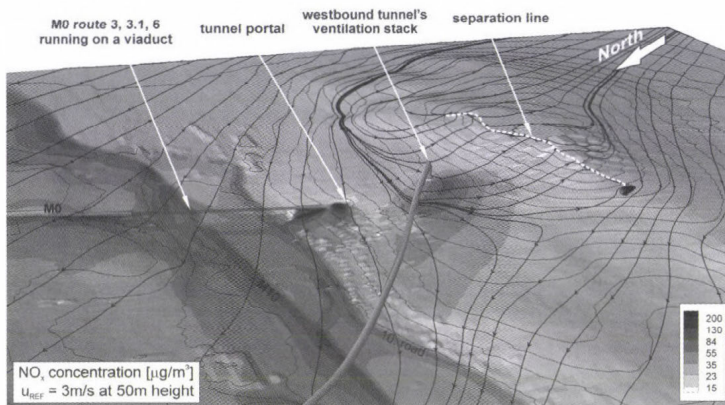 M0 route 3, 3.1, 6
running on a viaduct
tunnel portal
westbound tunnel's
ventilation stack
separation line
North
M0
M10
10. road
NOx concentration [µg/m³]
uREF = 3m/s at 50m height
200
130
84
55
35
23
15